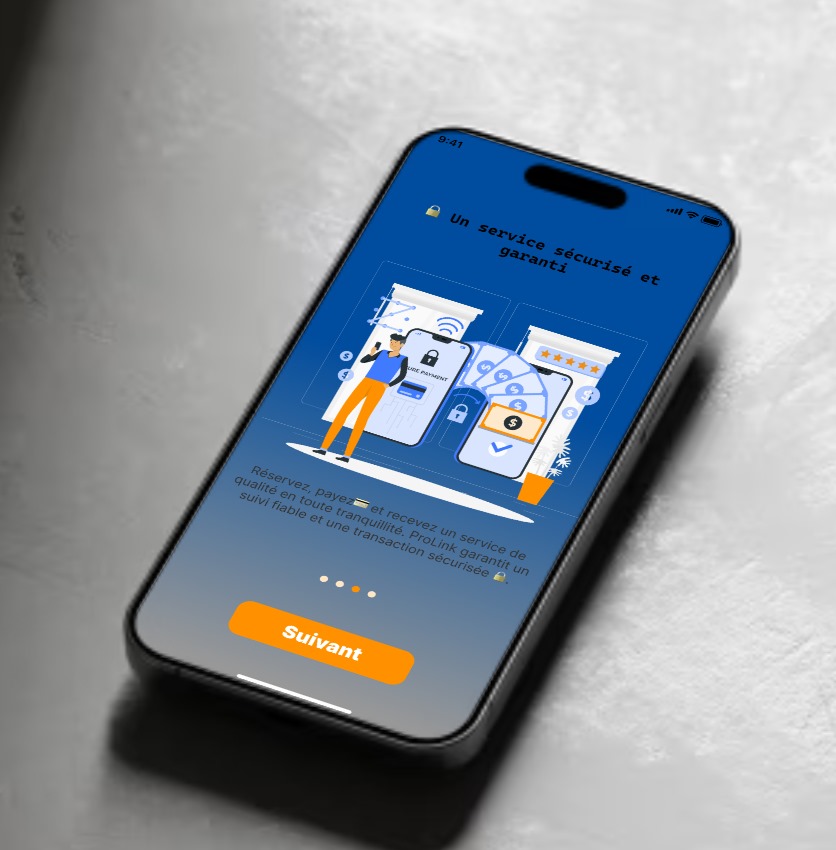 9:41
🔒 Un service sécurisé et
garanti
URE PAYMENT
Réservez, payez💳 et recevez un service de
qualité en toute tranquillité. ProLink garantit un
suivi fiable et une transaction sécurisée 🔒.
Suivant